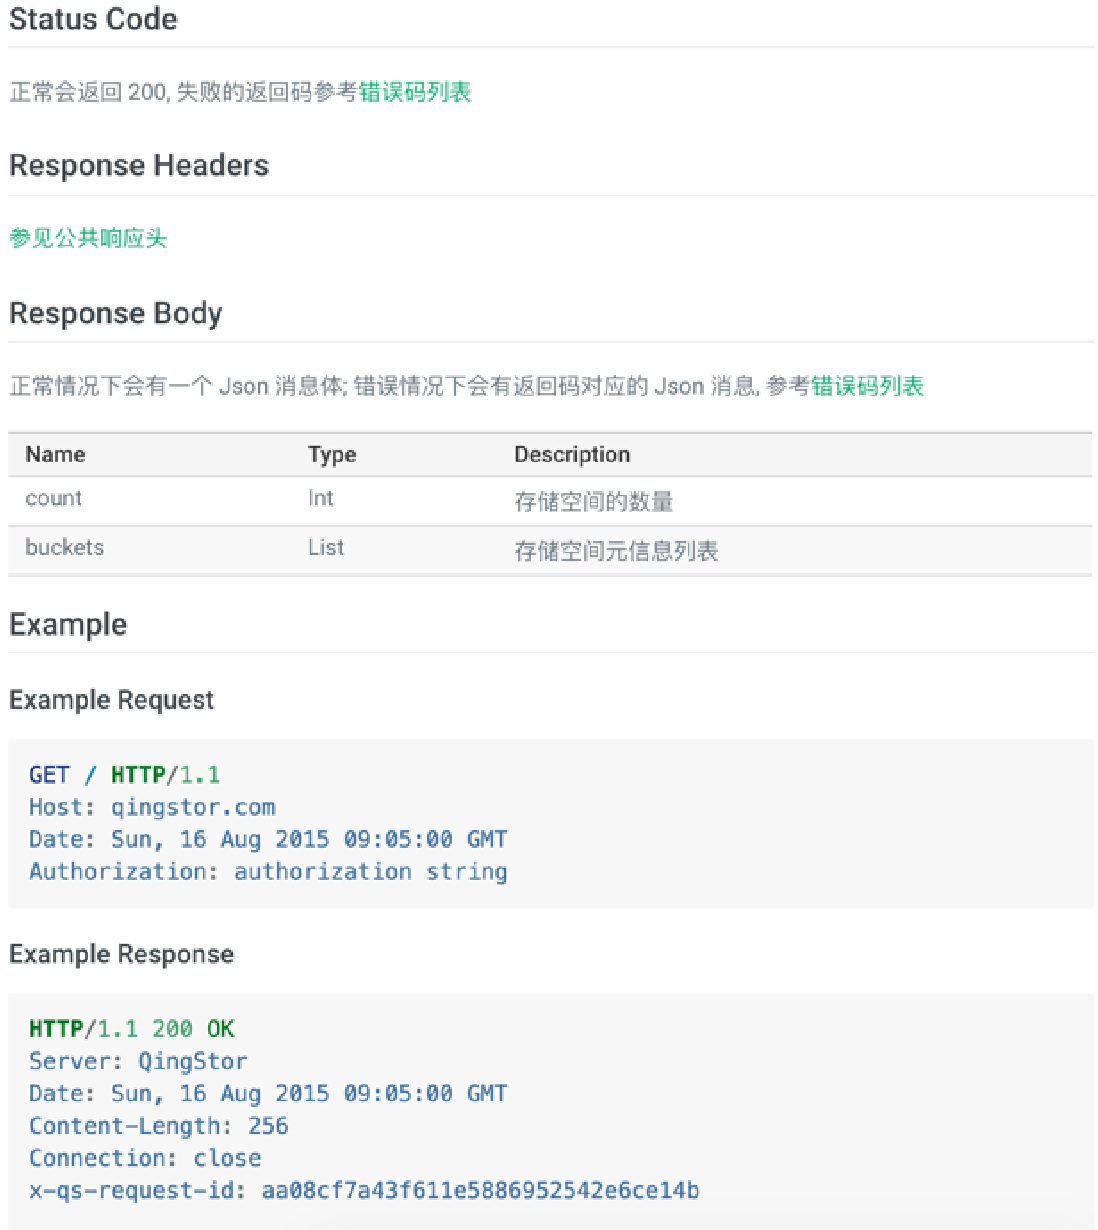 Status Code
正常会返回 200, 失败的返回码参考错误码列表
Response Headers
参见公共响应头
Response Body
正常情况下会有一个 Json 消息体; 错误情况下会有返回码对应的 Json 消息, 参考错误码列表
Name Type Description
count Int 存储空间的数量
buckets List 存储空间元信息列表
Example
Example Request
GET / HTTP/1.1
Host: qingstor.com
Date: Sun, 16 Aug 2015 09:05:00 GMT
Authorization: authorization string
Example Response
HTTP/1.1 200 OK
Server: QingStor
Date: Sun, 16 Aug 2015 09:05:00 GMT
Content-Length: 256
Connection: close
x-qs-request-id: aa08cf7a43f611e5886952542e6ce14b